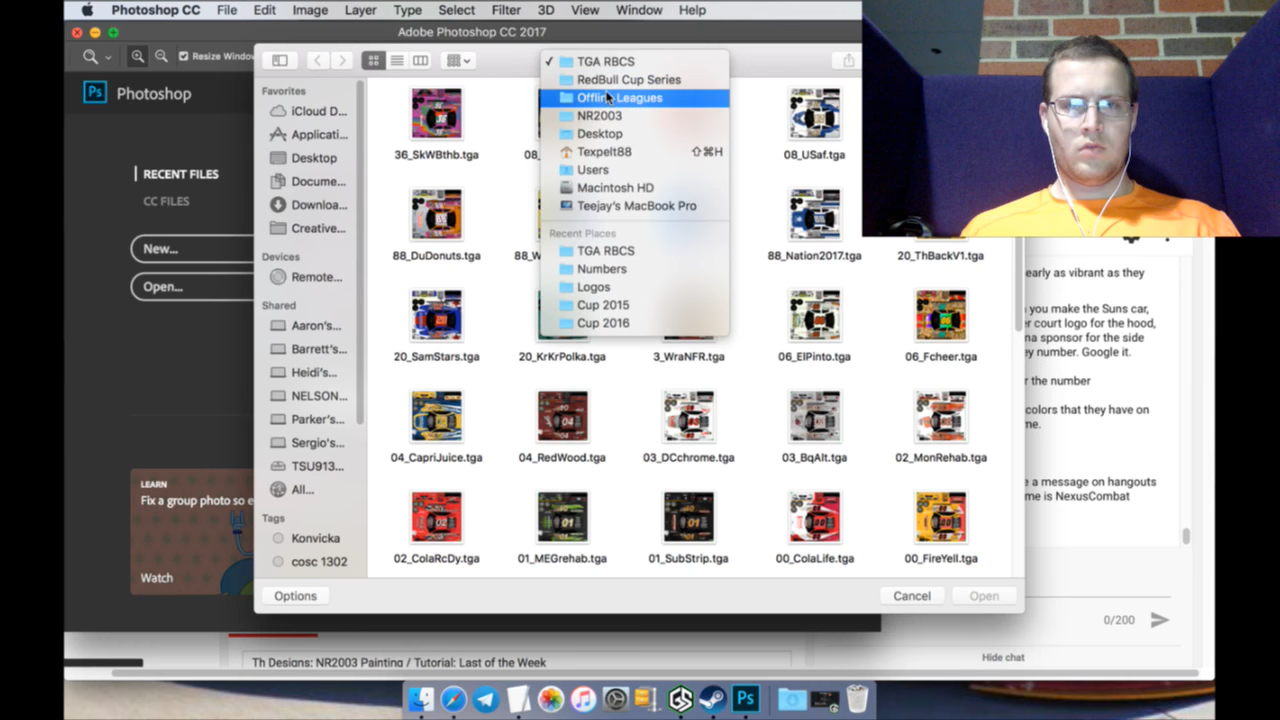 Photoshop CC File Edit Image Layer Type Select Filter 3D View Window Help
Adobe Photoshop CC 2017
Resize Windo
Ps Photoshop
RECENT FILES
CC FILES
New...
Open...
LEARN
Fix a group photo so e
Watch
Favorites
iCloud D...
Applicati...
Desktop
Docume...
Downloa...
Creative...
Devices
Remote...
Shared
Aaron's...
Barrett's...
Heidi's...
NELSON...
Parker's...
Sergio's...
TSU913...
All...
Tags
Konvicka
cosc 1302
TGA RBCS
RedBull Cup Series
Offline Leagues
NR2003
Desktop
Texpelt88 ⇧⌘H
Users
Macintosh HD
Teejay's MacBook Pro
Recent Places
TGA RBCS
Numbers
Logos
Cup 2015
Cup 2016
36_SkWBthb.tga 08_ 08_USaf.tga
88_DuDonuts.tga 88_W 88_Nation2017.tga 20_ThBackV1.tga
20_SamStars.tga 20_KrKrPolka.tga 3_WraNFR.tga 06_ElPinto.tga 06_Fcheer.tga
04_CapriJuice.tga 04_RedWood.tga 03_DCchrome.tga 03_BqAlt.tga 02_MonRehab.tga
02_ColaRcDy.tga 01_MEGrehab.tga 01_SubStrip.tga 00_ColaLife.tga 00_FireYell.tga
Options Cancel Open
early as vibrant as they
you make the Suns car,
er court logo for the hood,
na sponsor for the side
ey number. Google it.
r the number
colors that they have on
me.
e a message on hangouts
me is NexusCombat
0/200
Hide chat
Th Designs: NR2003 Painting / Tutorial: Last of the Week
Ps